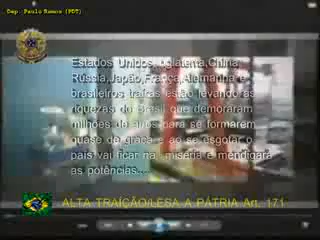 Dep. Paulo Ramos (PDT)
Estados Unidos,Inglaterra,China,
Rússia,Japão,França,Alemanha e
brasileiros traíras estão levando as
riquezas do Brasil que demoraram
milhões de anos para se formarem
quase de graça e ao se esgotar o
país vai ficar na miséria e mendigará
as potências...
ALTA TRAIÇÃO/LESA A PÁTRIA Art. 171